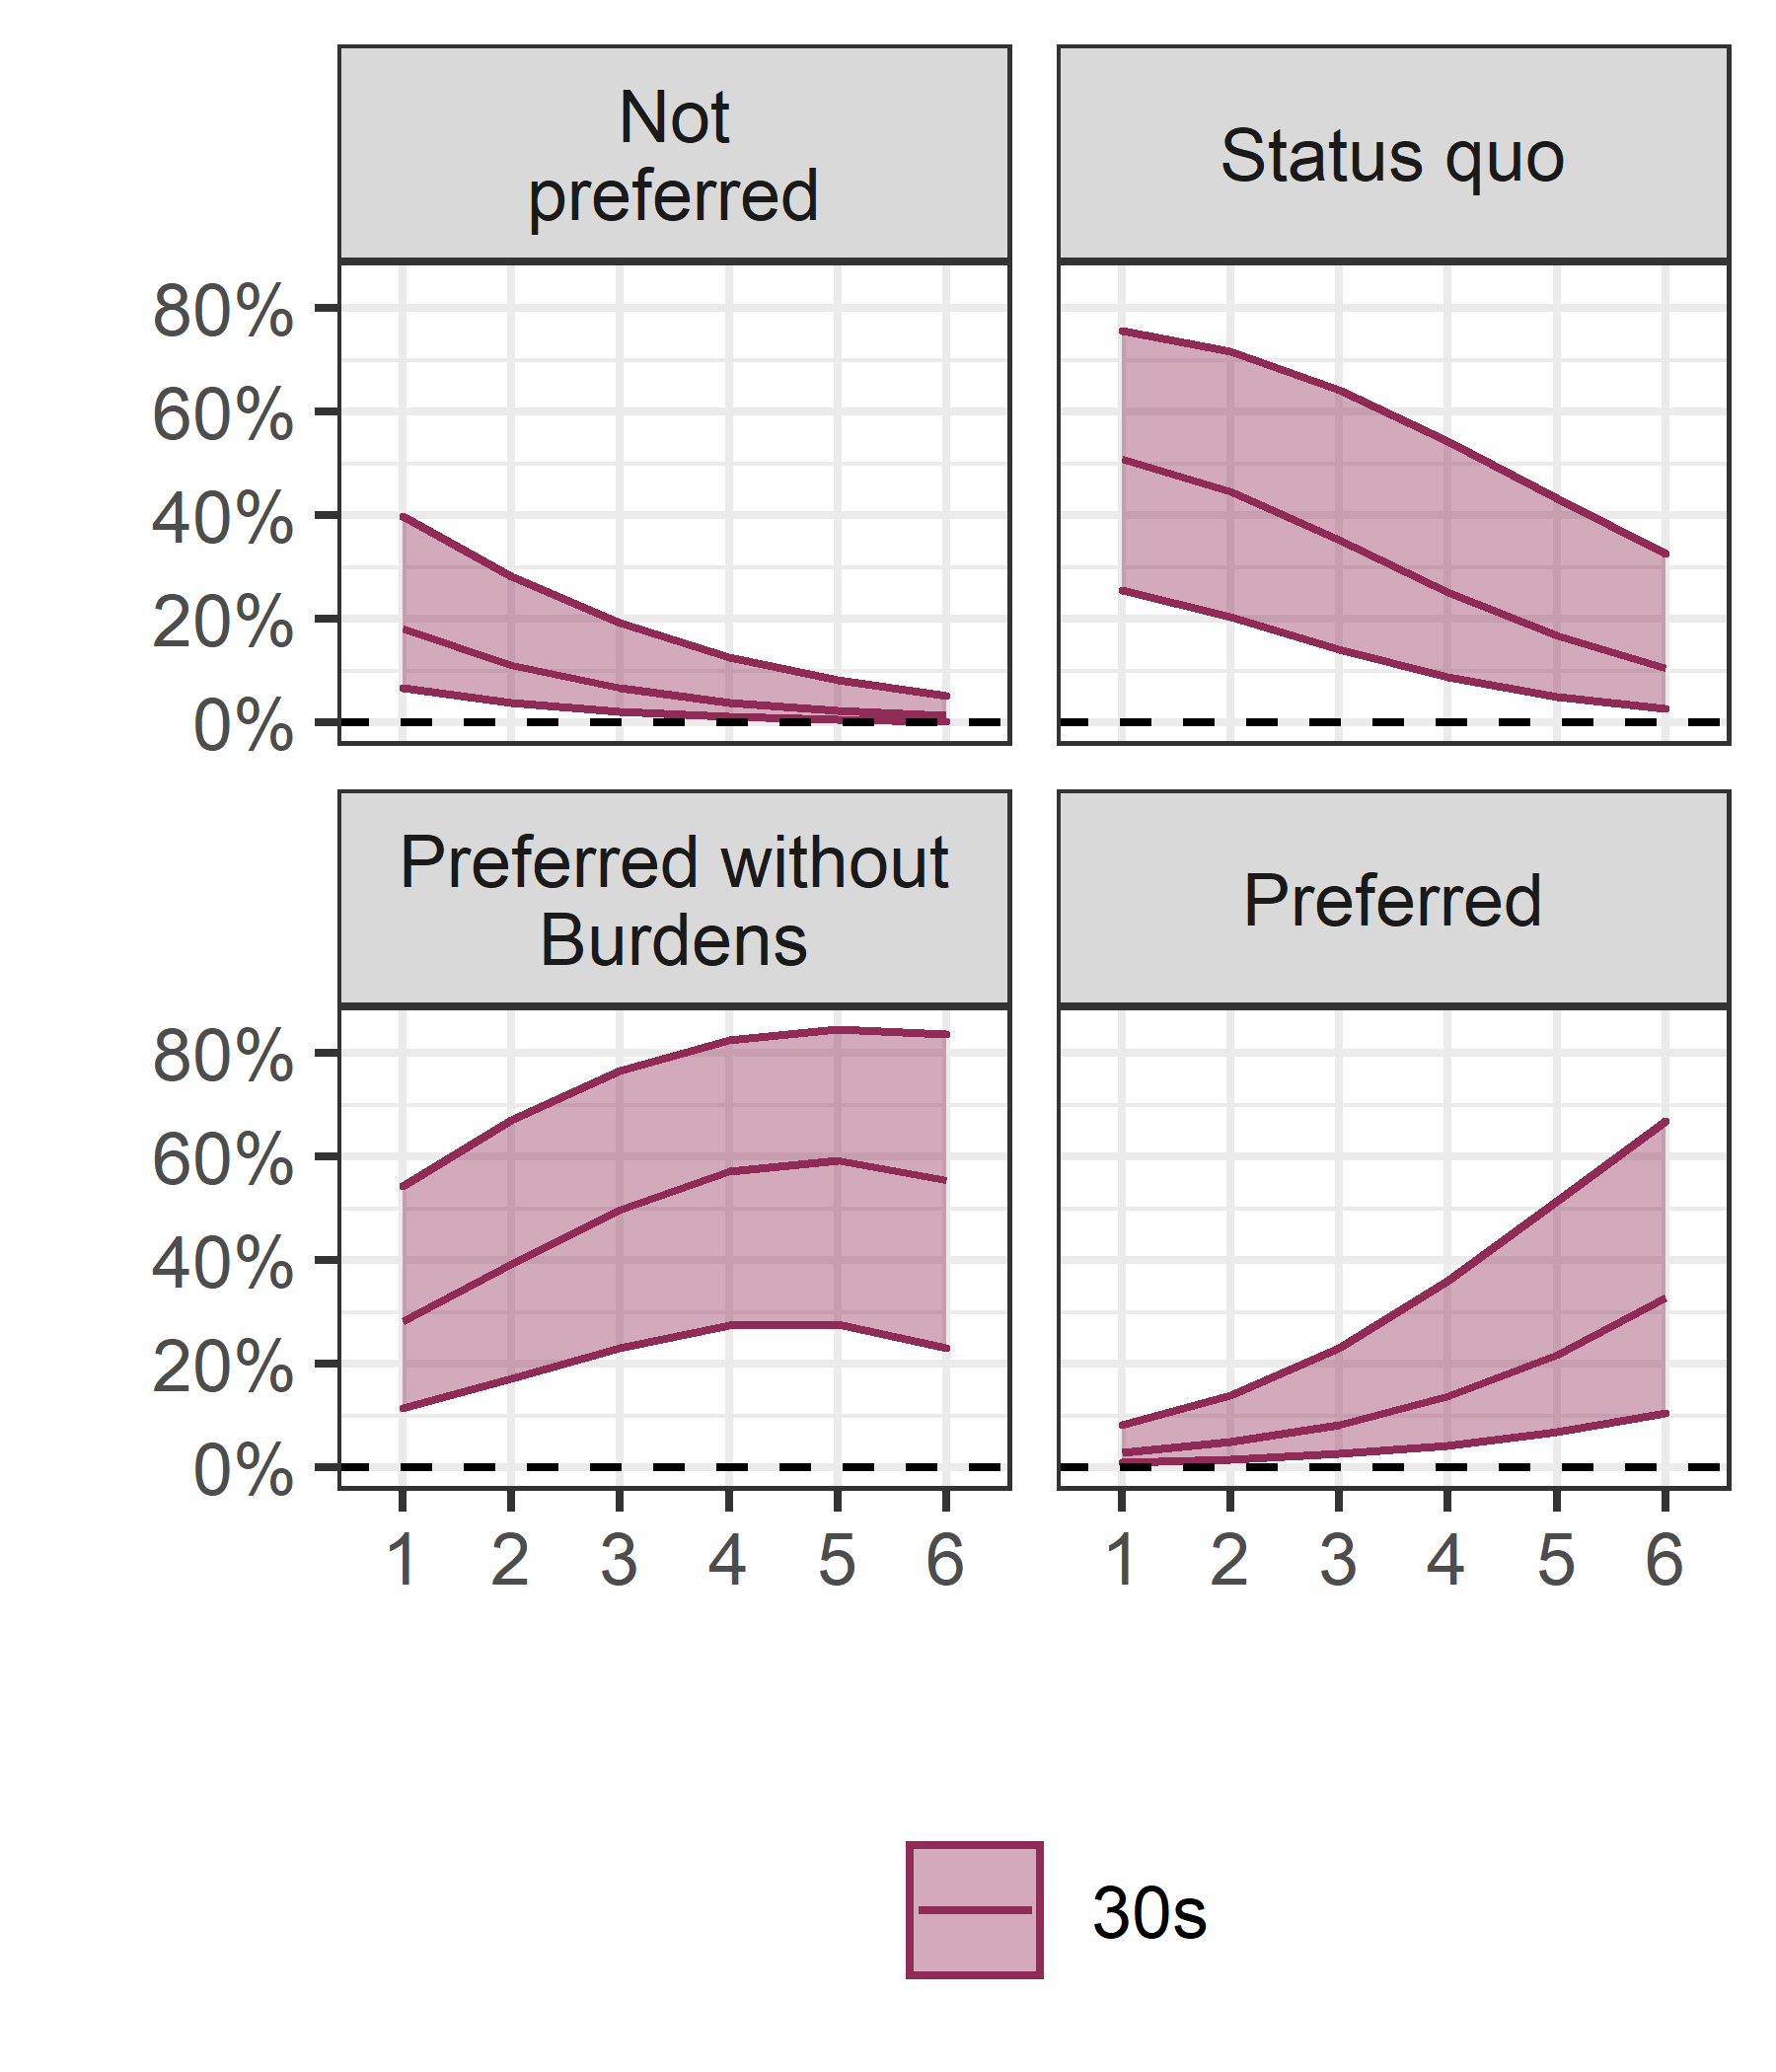 Not
preferred
Status quo
80%
60%
40%
20%
0%
Preferred without
Burdens
Preferred
80%
60%
40%
20%
0%
1 2 3 4 5 6
1 2 3 4 5 6
30s